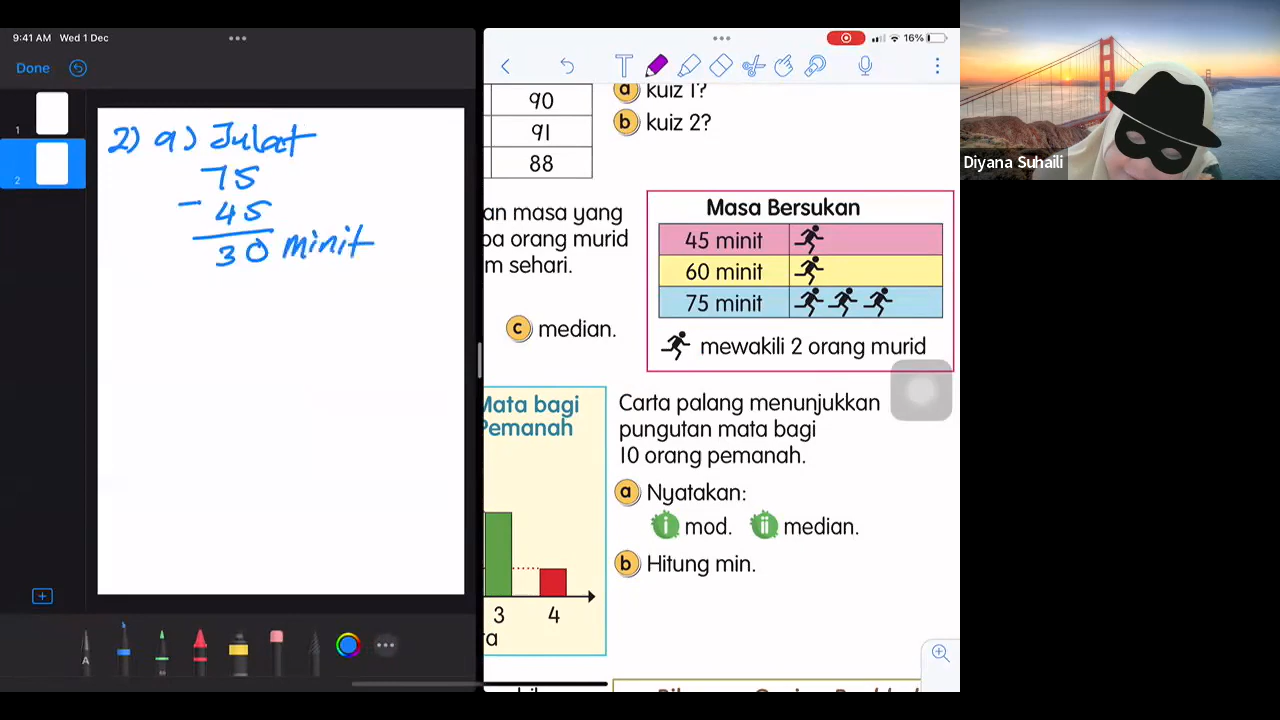 9:41 AM Wed 1 Dec
Done
1
2
2) a) Julat
75
- 45
30 minit
16%
T
90
91
88
a kuiz 1?
b kuiz 2?
an masa yang
orang murid
m sehari.
c median.
Masa Bersukan
45 minit
60 minit
75 minit
mewakili 2 orang murid
Mata bagi
Pemanah
3 4
Carta palang menunjukkan
pungutan mata bagi
10 orang pemanah.
a Nyatakan:
i mod. ii median.
b Hitung min.
A
Diyana Suhaili